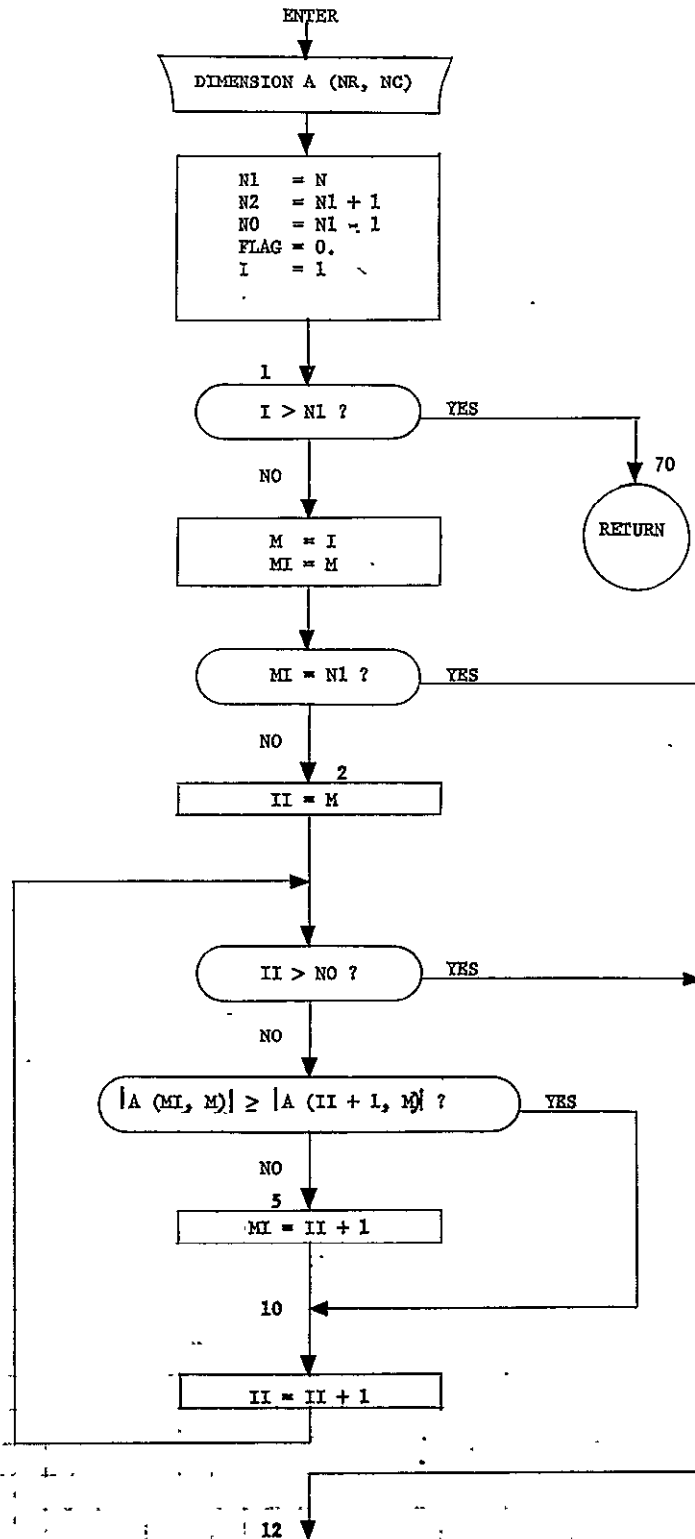 ENTER
DIMENSION A (NR, NC)
N1 = N
N2 = N1 + 1
N0 = N1 - 1
FLAG = 0.
I = 1
1
I > N1 ?
YES
70
NO
RETURN
M = I
MI = M
MI = N1 ?
YES
NO
2
II = M
II > NO ?
YES
NO
|A (MI, M)| ≥ |A (II + 1, M)| ?
YES
NO
5
MI = II + 1
10
II = II + 1
12